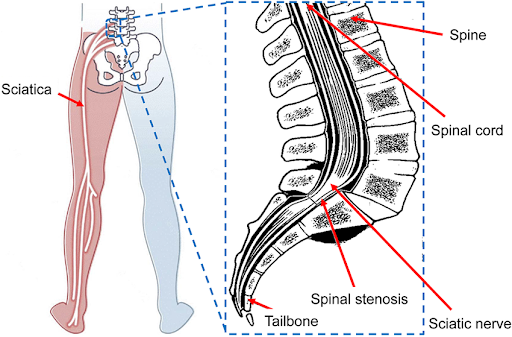 Spine
Sciatica
Spinal cord
Spinal stenosis
Tailbone
Sciatic nerve